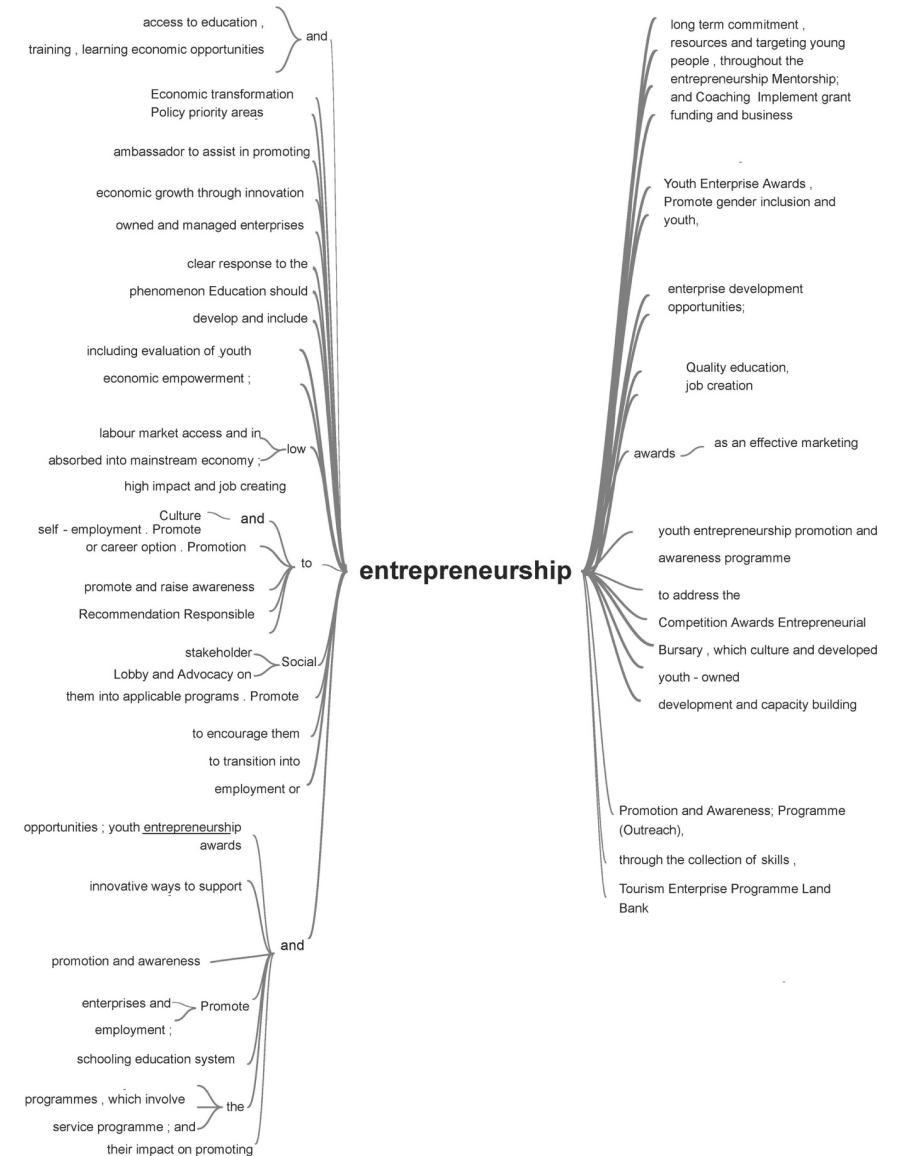 access to education ,
training , learning economic opportunities
and
Economic transformation
Policy priority areas
ambassador to assist in promoting
economic growth through innovation
owned and managed enterprises
clear response to the
phenomenon Education should
develop and include
including evaluation of youth
economic empowerment ;
labour market access and in
absorbed into mainstream economy ;
low
high impact and job creating
Culture
and
self - employment . Promote
or career option . Promotion
to
promote and raise awareness
Recommendation Responsible
stakeholder
Lobby and Advocacy on
Social
them into applicable programs . Promote
to encourage them
to transition into
employment or
opportunities ; youth entrepreneurship
awards
innovative ways to support
and
promotion and awareness
enterprises and
Promote
employment ;
schooling education system
programmes , which involve
the
service programme ; and
their impact on promoting
entrepreneurship
long term commitment ,
resources and targeting young
people , throughout the
entrepreneurship Mentorship;
and Coaching Implement grant
funding and business
Youth Enterprise Awards ,
Promote gender inclusion and
youth,
enterprise development
opportunities;
Quality education,
job creation
awards
as an effective marketing
youth entrepreneurship promotion and
awareness programme
to address the
Competition Awards Entrepreneurial
Bursary , which culture and developed
youth - owned
development and capacity building
Promotion and Awareness; Programme
(Outreach),
through the collection of skills ,
Tourism Enterprise Programme Land
Bank